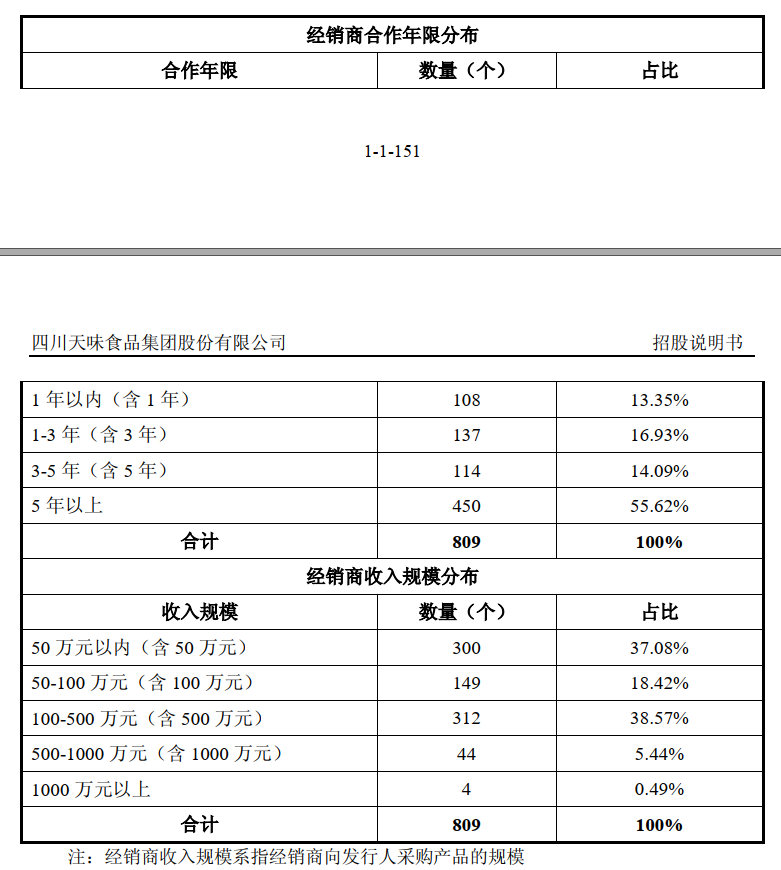 经销商合作年限分布
合作年限 数量（个） 占比
1-1-151
四川天味食品集团股份有限公司 招股说明书
1 年以内（含 1 年） 108 13.35%
1-3 年（含 3 年） 137 16.93%
3-5 年（含 5 年） 114 14.09%
5 年以上 450 55.62%
合计 809 100%
经销商收入规模分布
收入规模 数量（个） 占比
50 万元以内（含 50 万元） 300 37.08%
50-100 万元（含 100 万元） 149 18.42%
100-500 万元（含 500 万元） 312 38.57%
500-1000 万元（含 1000 万元） 44 5.44%
1000 万元以上 4 0.49%
合计 809 100%
注：经销商收入规模系指经销商向发行人采购产品的规模